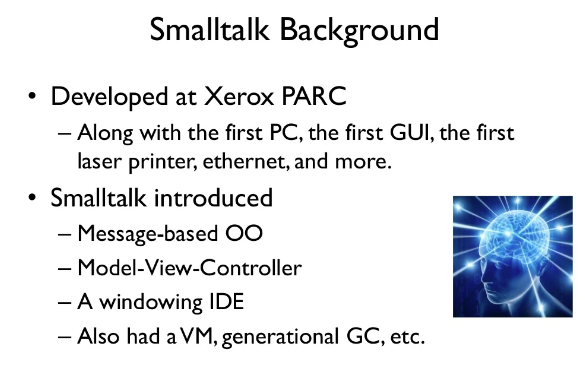 Smalltalk Background
• Developed at Xerox PARC
– Along with the first PC, the first GUI, the first
laser printer, ethernet, and more.
• Smalltalk introduced
– Message-based OO
– Model-View-Controller
– A windowing IDE
– Also had a VM, generational GC, etc.